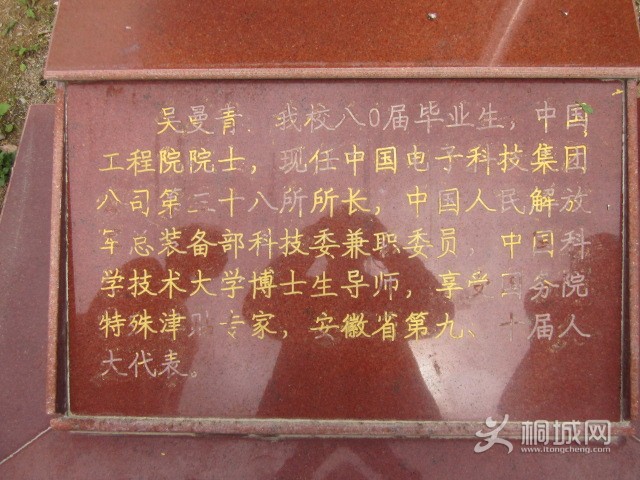 吴曼青，我校八0届毕业生，中国
工程院院士，现任中国电子科技集团
公司第三十八所所长，中国人民解放
军总装备部科技委兼职委员，中国科
学技术大学博士生导师，享受国务院
特殊津贴专家，安徽省第九、十届人
大代表。
桐城网
www.itongcheng.com